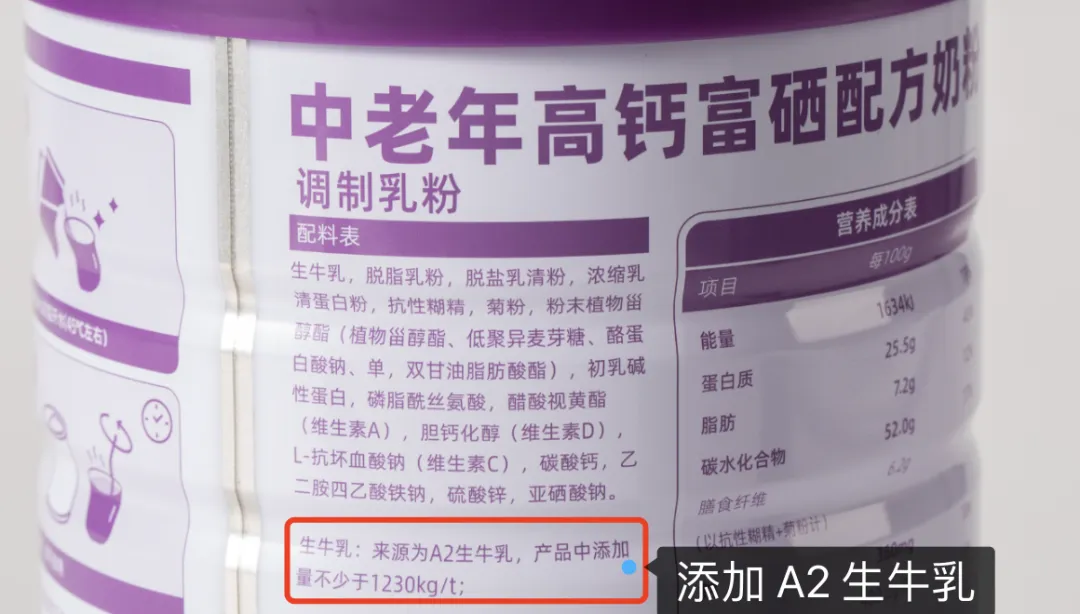 中老年高钙富硒配方奶粉
调制乳粉
配料表
生牛乳，脱脂乳粉，脱盐乳清粉，浓缩乳
清蛋白粉，抗性糊精，菊粉，粉末植物甾
醇酯（植物甾醇酯、低聚异麦芽糖、酪蛋
白酸钠、单，双甘油脂肪酸酯），初乳碱
性蛋白，磷脂酰丝氨酸，醋酸视黄酯
（维生素A），胆钙化醇（维生素D），
L-抗坏血酸钠（维生素C），碳酸钙，乙
二胺四乙酸铁钠，硫酸锌，亚硒酸钠。
生牛乳：来源为A2生牛乳，产品中添加
量不少于1230kg/t；
营养成分表
项目 每100g
能量 1634kJ
蛋白质 25.5g
脂肪 7.2g
碳水化合物 52.0g
膳食纤维 6.2g
（以抗性糊精+菊粉计）
45℃左右）
添加 A2 生牛乳